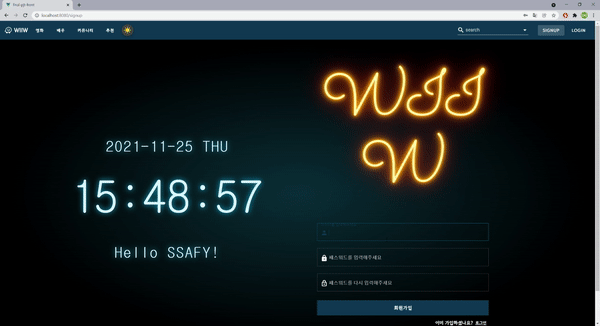 final-pjt-front
localhost:8080/signup
WIIW 영화 배우 커뮤니티 추천 search SIGNUP LOGIN
2021-11-25 THU
15:48:57
Hello SSAFY!
WII
W
패스워드를 입력해주세요
패스워드를 다시 입력해주세요
회원가입
이미 가입하셨나요? 로그인